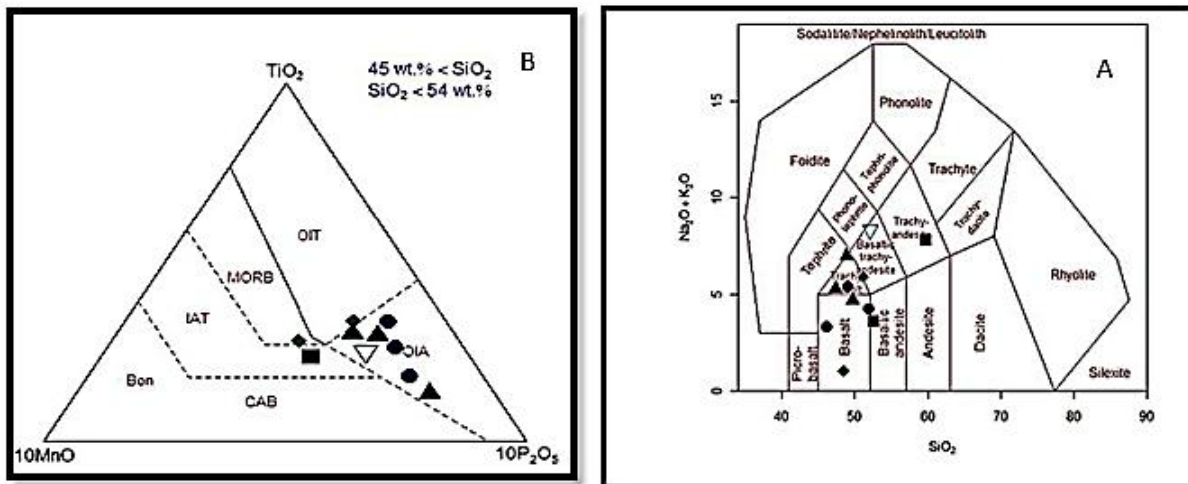 B
45 wt.% < SiO₂
SiO₂ < 54 wt.%
TiO₂
OIT
MORB
IAT
Bon
CAB
OIA
10MnO
10P₂O₅
A
Sodalitite/Nephelinolith/Leucitolith
Phonolite
Foidite
Tephri-
phonolite
Trachyte
Phono-
tephrite
Trachy-
andesite
Trachy-
dacite
Tephrite
Basaltic
trachy-
andesite
Rhyolite
Picro-
basalt
Basalt
Basaltic
andesite
Andesite
Dacite
Silexite
Na₂O + K₂O
0
5
10
15
40
50
60
70
80
90
SiO₂